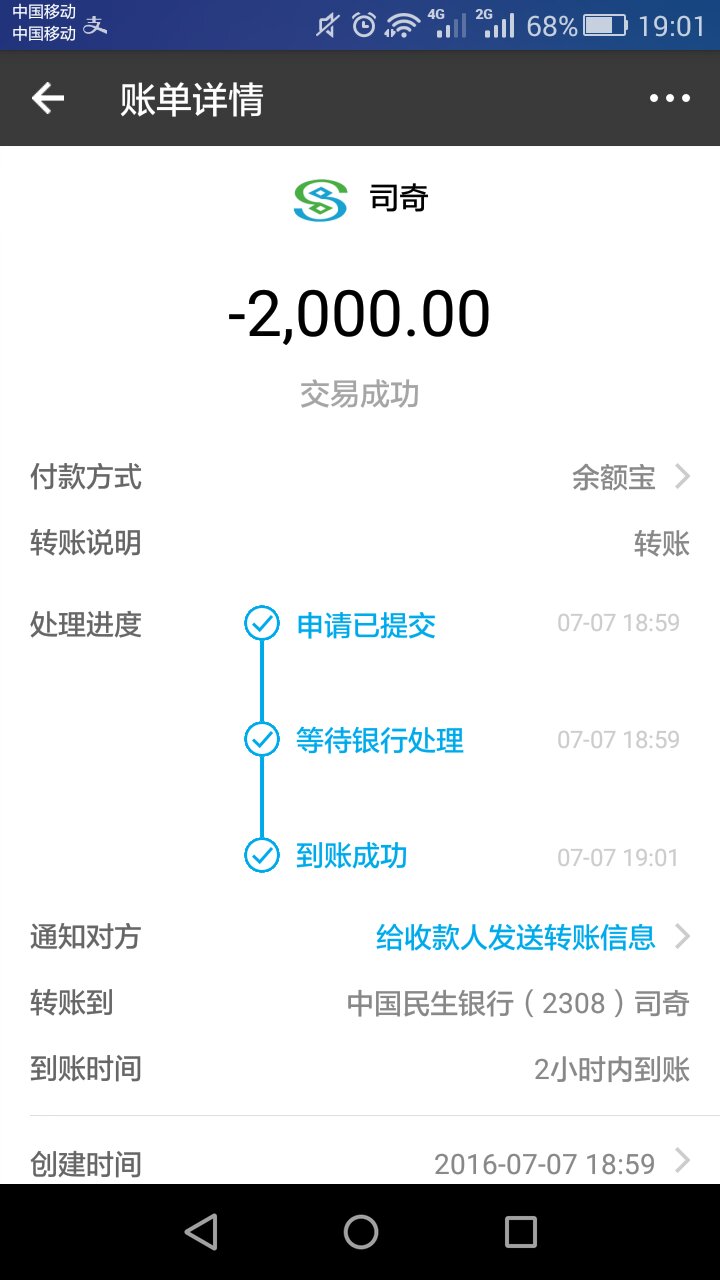 中国移动
中国移动
4G 2G 68% 19:01
账单详情
司奇
-2,000.00
交易成功
付款方式 余额宝
转账说明 转账
处理进度 申请已提交 07-07 18:59
等待银行处理 07-07 18:59
到账成功 07-07 19:01
通知对方 给收款人发送转账信息
转账到 中国民生银行（2308）司奇
到账时间 2小时内到账
创建时间 2016-07-07 18:59